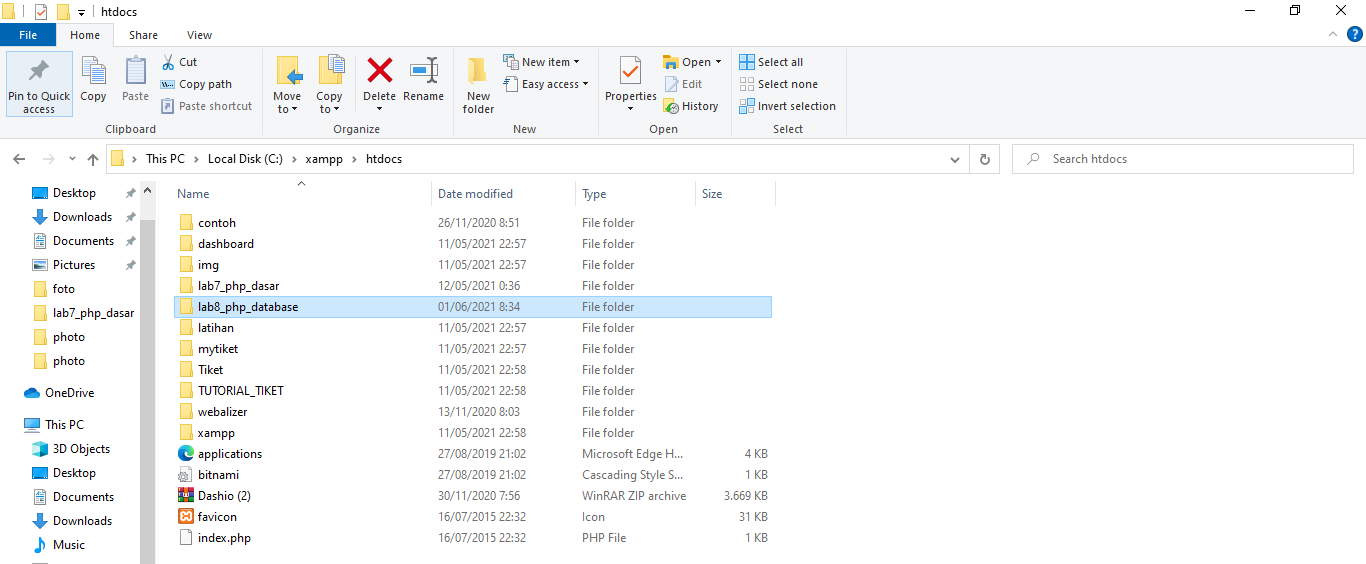 htdocs
File Home Share View
Pin to Quick access
Copy
Paste
Cut
Copy path
Paste shortcut
Clipboard
Move to
Copy to
Delete
Rename
Organize
New folder
New item
Easy access
New
Properties
Open
Edit
History
Open
Select all
Select none
Invert selection
Select
This PC > Local Disk (C:) > xampp > htdocs
Search htdocs
Desktop
Downloads
Documents
Pictures
foto
lab7_php_dasar
photo
photo
OneDrive
This PC
3D Objects
Desktop
Documents
Downloads
Music
Name Date modified Type Size
contoh 26/11/2020 8:51 File folder
dashboard 11/05/2021 22:57 File folder
img 11/05/2021 22:57 File folder
lab7_php_dasar 12/05/2021 0:36 File folder
lab8_php_database 01/06/2021 8:34 File folder
latihan 11/05/2021 22:57 File folder
mytiket 11/05/2021 22:57 File folder
Tiket 11/05/2021 22:58 File folder
TUTORIAL_TIKET 11/05/2021 22:58 File folder
webalizer 13/11/2020 8:03 File folder
xampp 11/05/2021 22:58 File folder
applications 27/08/2019 21:02 Microsoft Edge H... 4 KB
bitnami 27/08/2019 21:02 Cascading Style S... 1 KB
Dashio (2) 30/11/2020 7:56 WinRAR ZIP archive 3.669 KB
favicon 16/07/2015 22:32 Icon 31 KB
index.php 16/07/2015 22:32 PHP File 1 KB